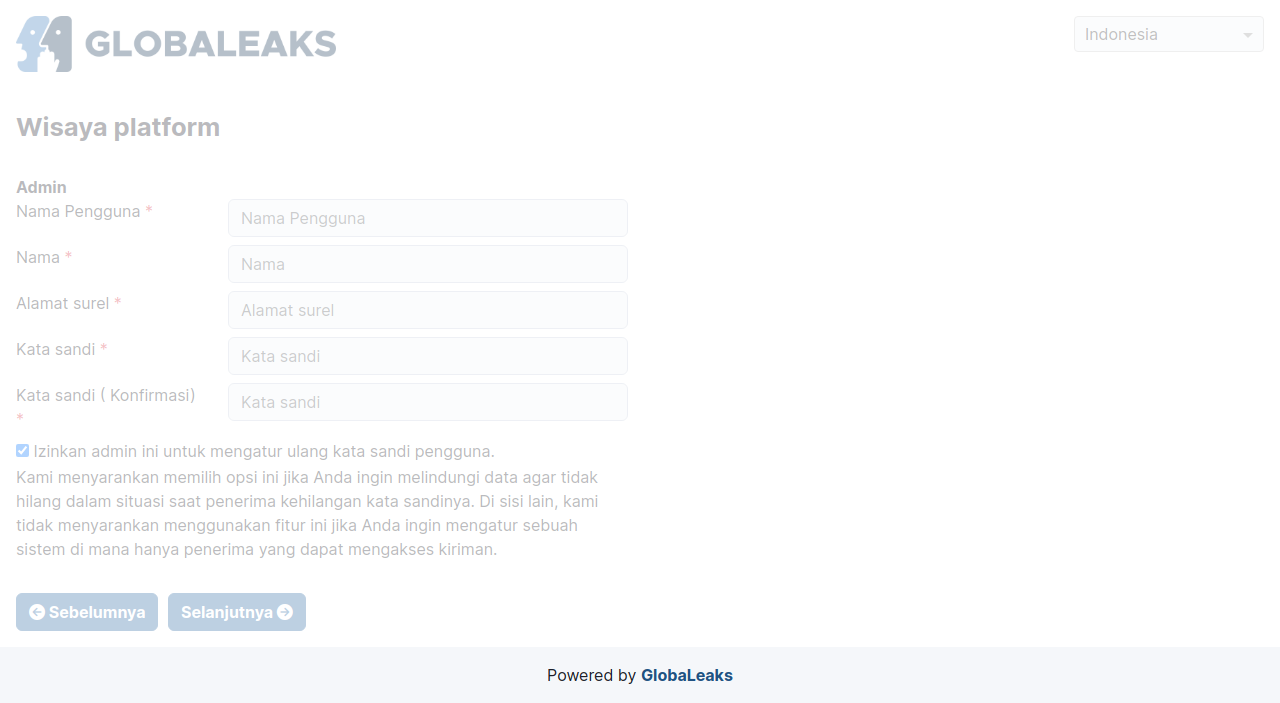 GLOBALEAKS
Indonesia
Wisaya platform
Admin
Nama Pengguna *
Nama Pengguna
Nama *
Nama
Alamat surel *
Alamat surel
Kata sandi *
Kata sandi
Kata sandi ( Konfirmasi)
*
Kata sandi
Izinkan admin ini untuk mengatur ulang kata sandi pengguna.
Kami menyarankan memilih opsi ini jika Anda ingin melindungi data agar tidak
hilang dalam situasi saat penerima kehilangan kata sandinya. Di sisi lain, kami
tidak menyarankan menggunakan fitur ini jika Anda ingin mengatur sebuah
sistem di mana hanya penerima yang dapat mengakses kiriman.
Sebelumnya
Selanjutnya
Powered by GlobaLeaks